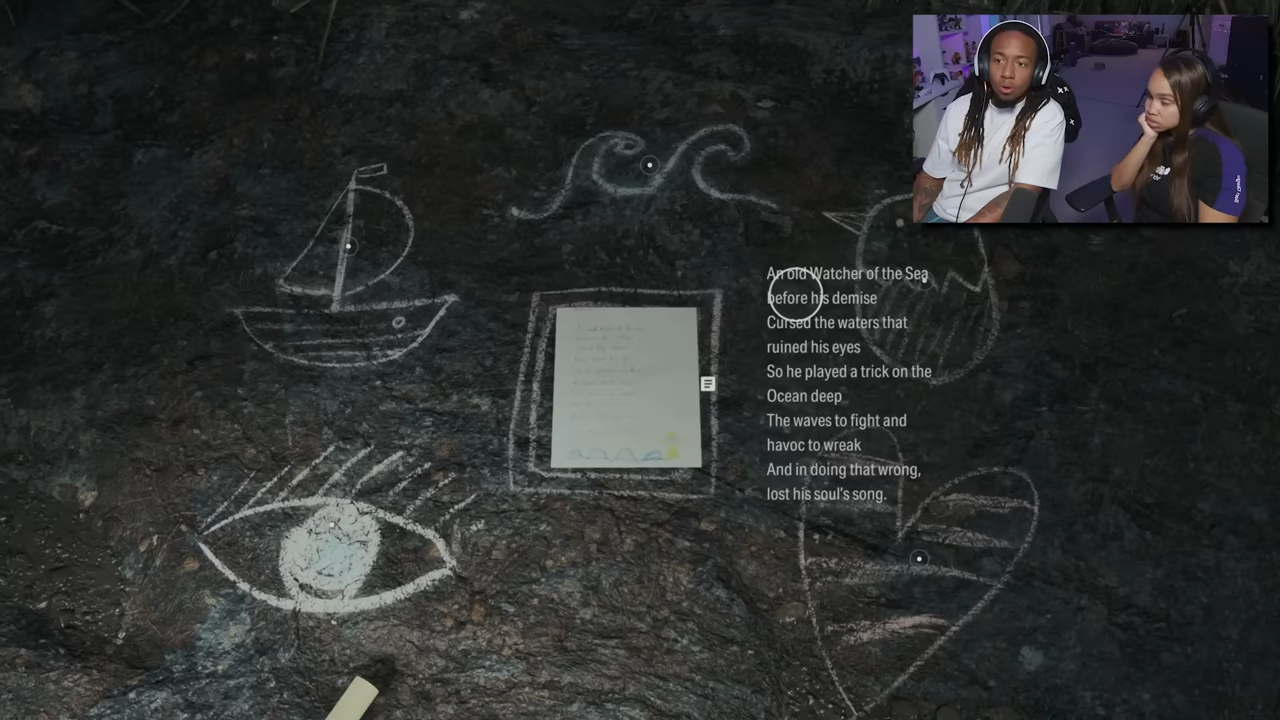 An old Watcher of the Sea
before his demise
Cursed the waters that
ruined his eyes
So he played a trick on the
Ocean deep
The waves to fight and
havoc to wreak
And in doing that wrong,
lost his soul's song.